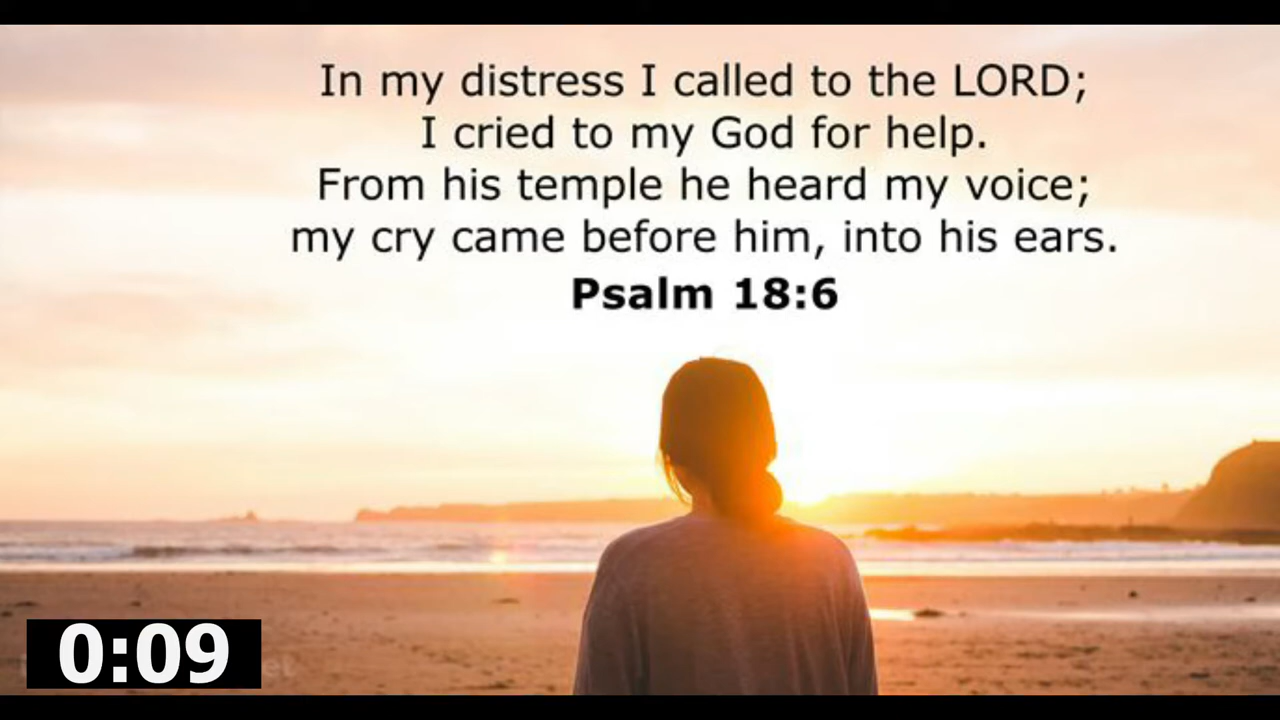 In my distress I called to the LORD;
I cried to my God for help.
From his temple he heard my voice;
my cry came before him, into his ears.
Psalm 18:6
0:09